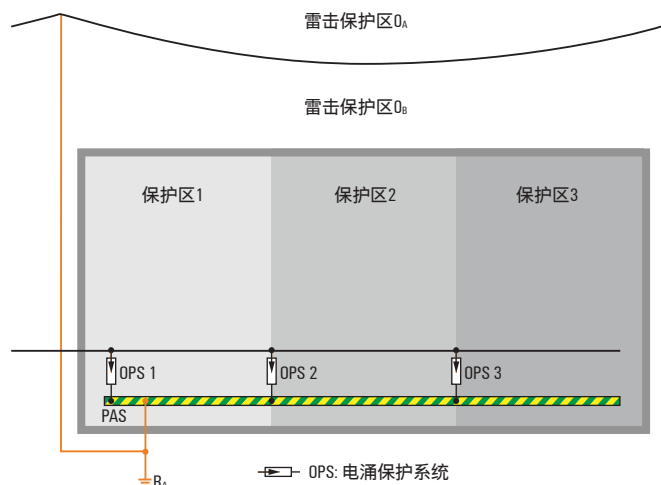 雷击保护区0A
雷击保护区0B
保护区1
保护区2
保护区3
OPS 1
OPS 2
OPS 3
PAS
RA
OPS: 电涌保护系统